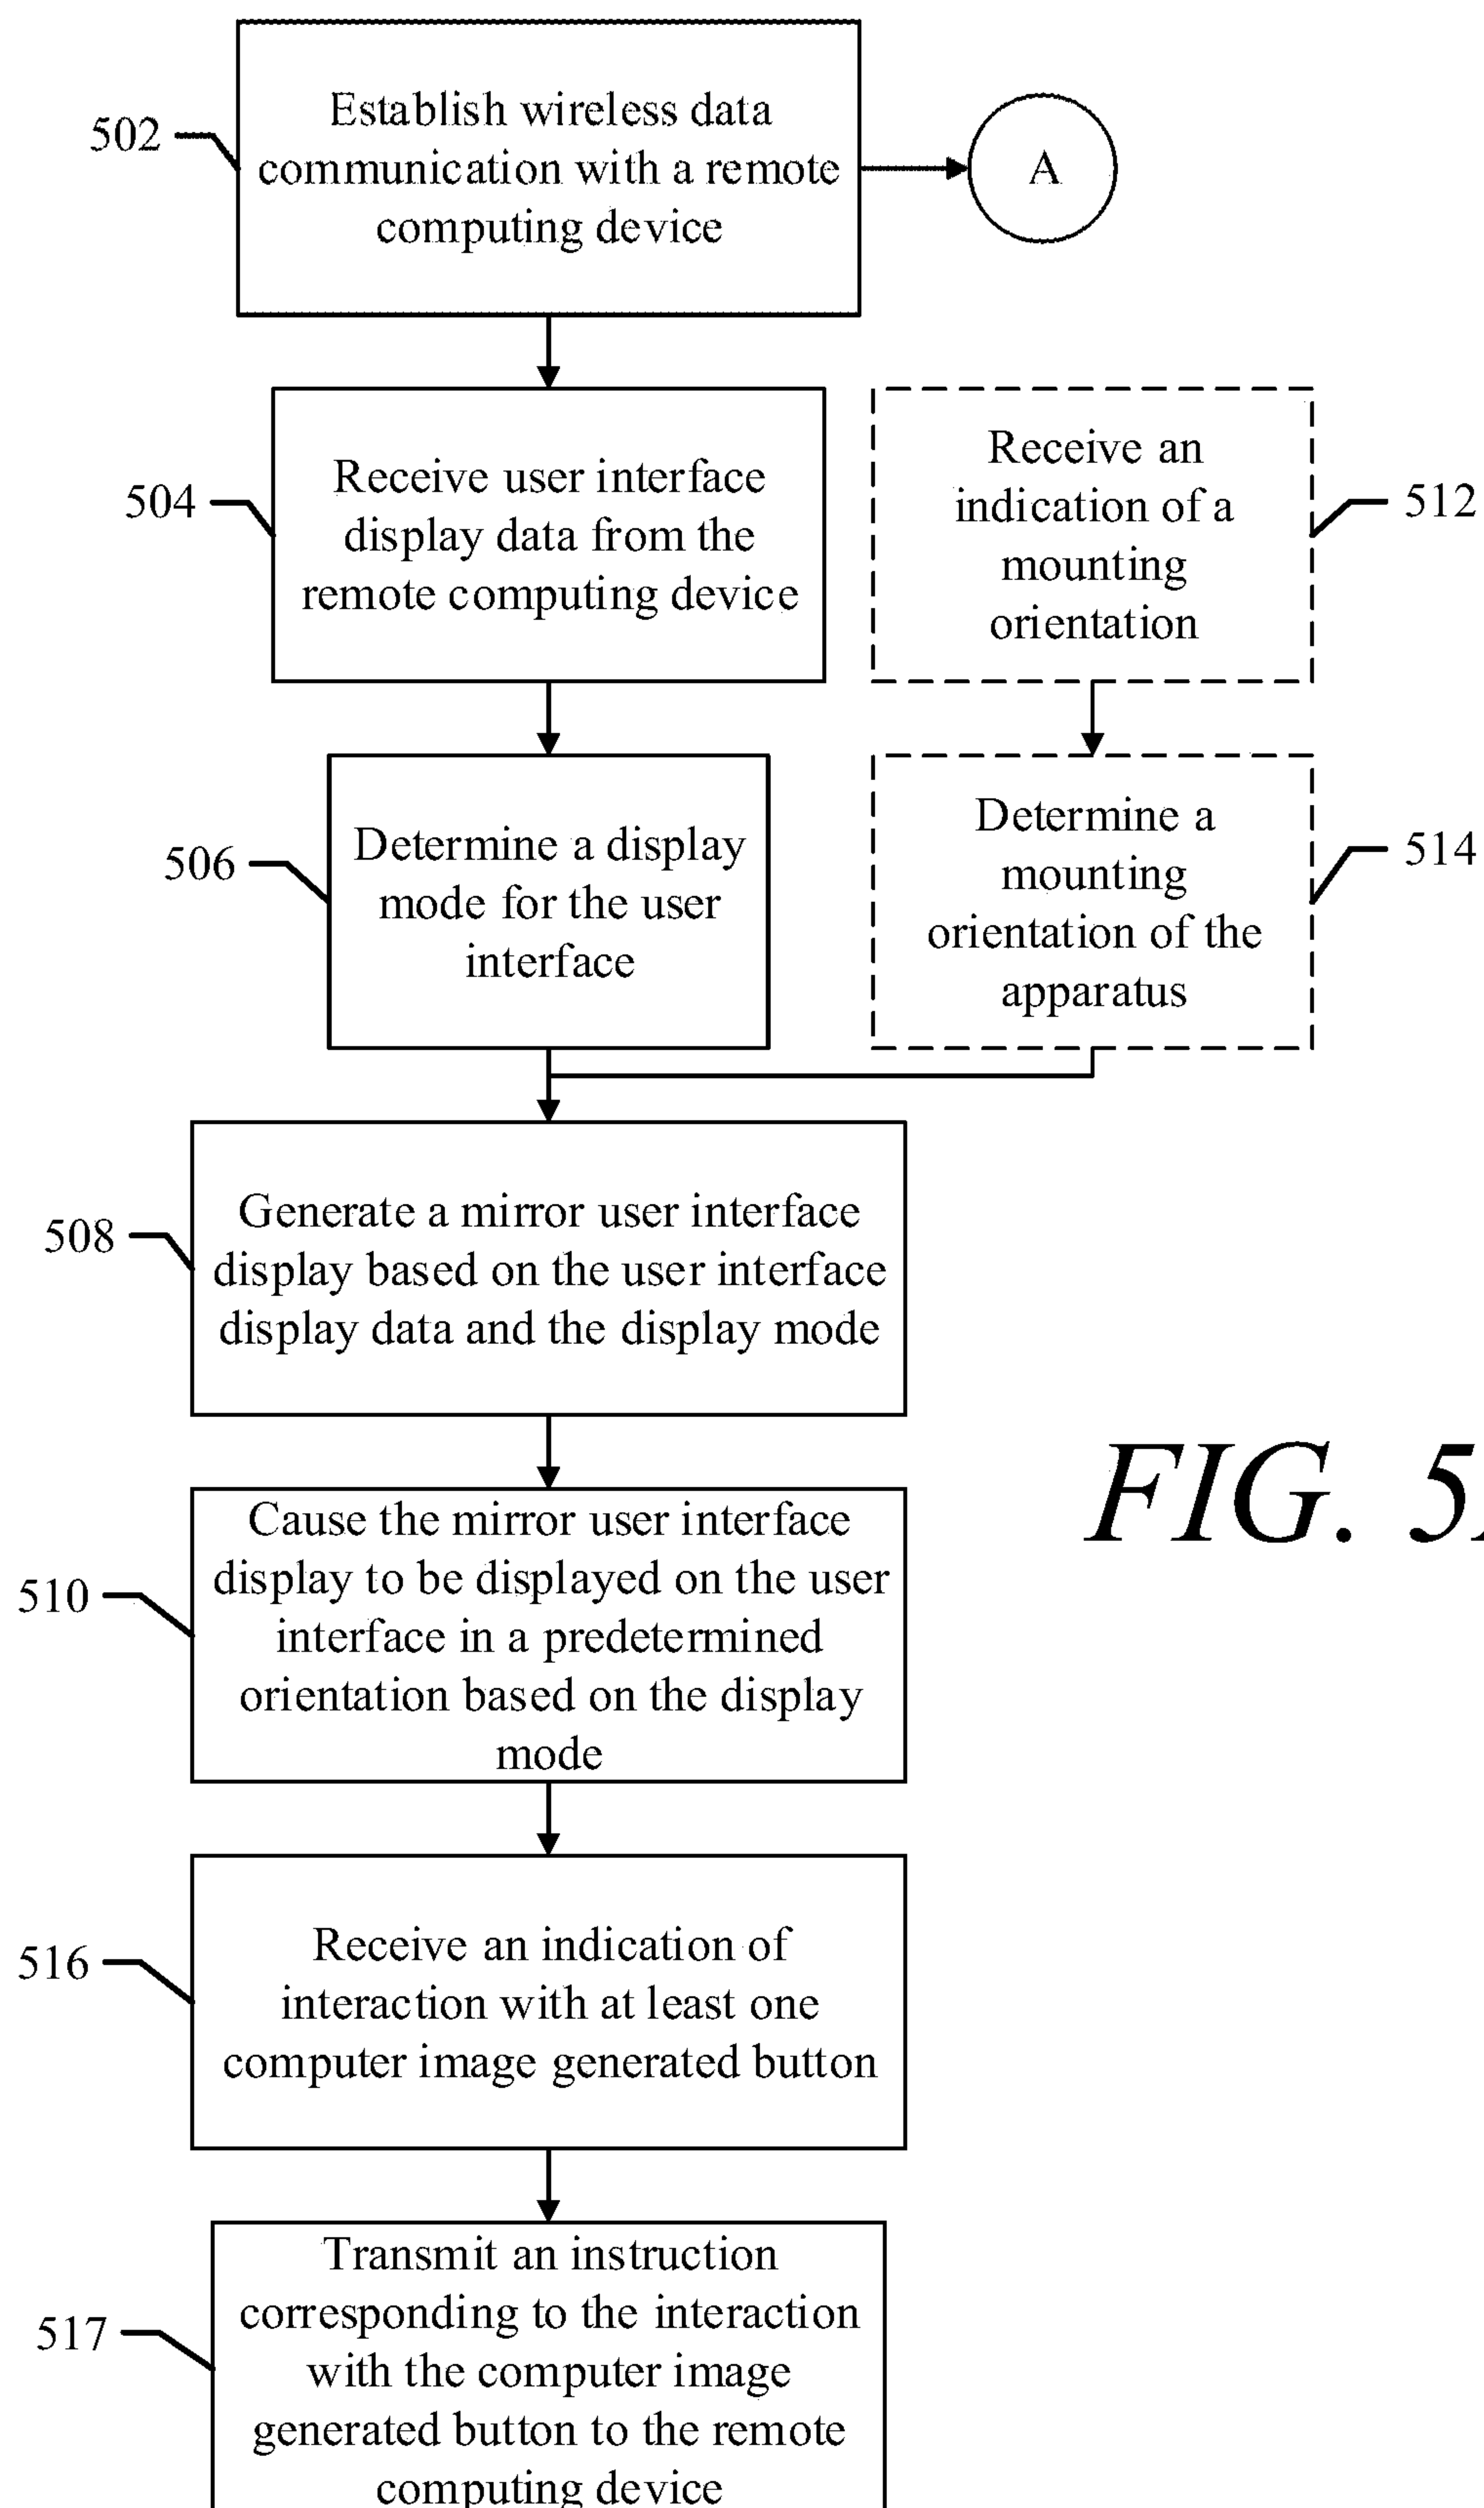 502
Establish wireless data
communication with a remote
computing device
A
504
Receive user interface
display data from the
remote computing device
Receive an
indication of a
mounting
orientation
512
506
Determine a display
mode for the user
interface
Determine a
mounting
orientation of the
apparatus
514
508
Generate a mirror user interface
display based on the user interface
display data and the display mode
FIG. 5
510
Cause the mirror user interface
display to be displayed on the user
interface in a predetermined
orientation based on the display
mode
516
Receive an indication of
interaction with at least one
computer image generated button
517
Transmit an instruction
corresponding to the interaction
with the computer image
generated button to the remote
computing device